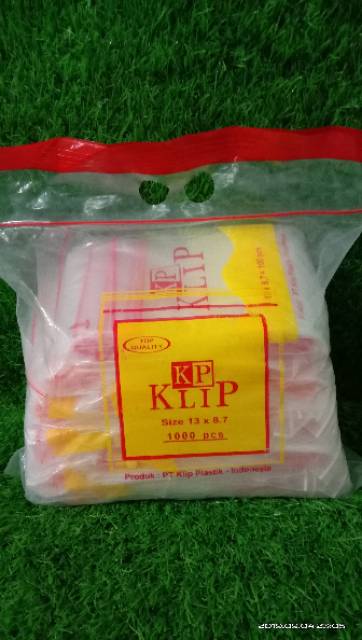 KP
KLIP
TOP
QUALITY
KP
KLIP
Size 13 x 8.7
1000 pcs
Produk : PT Klip Plastik - Indonesia